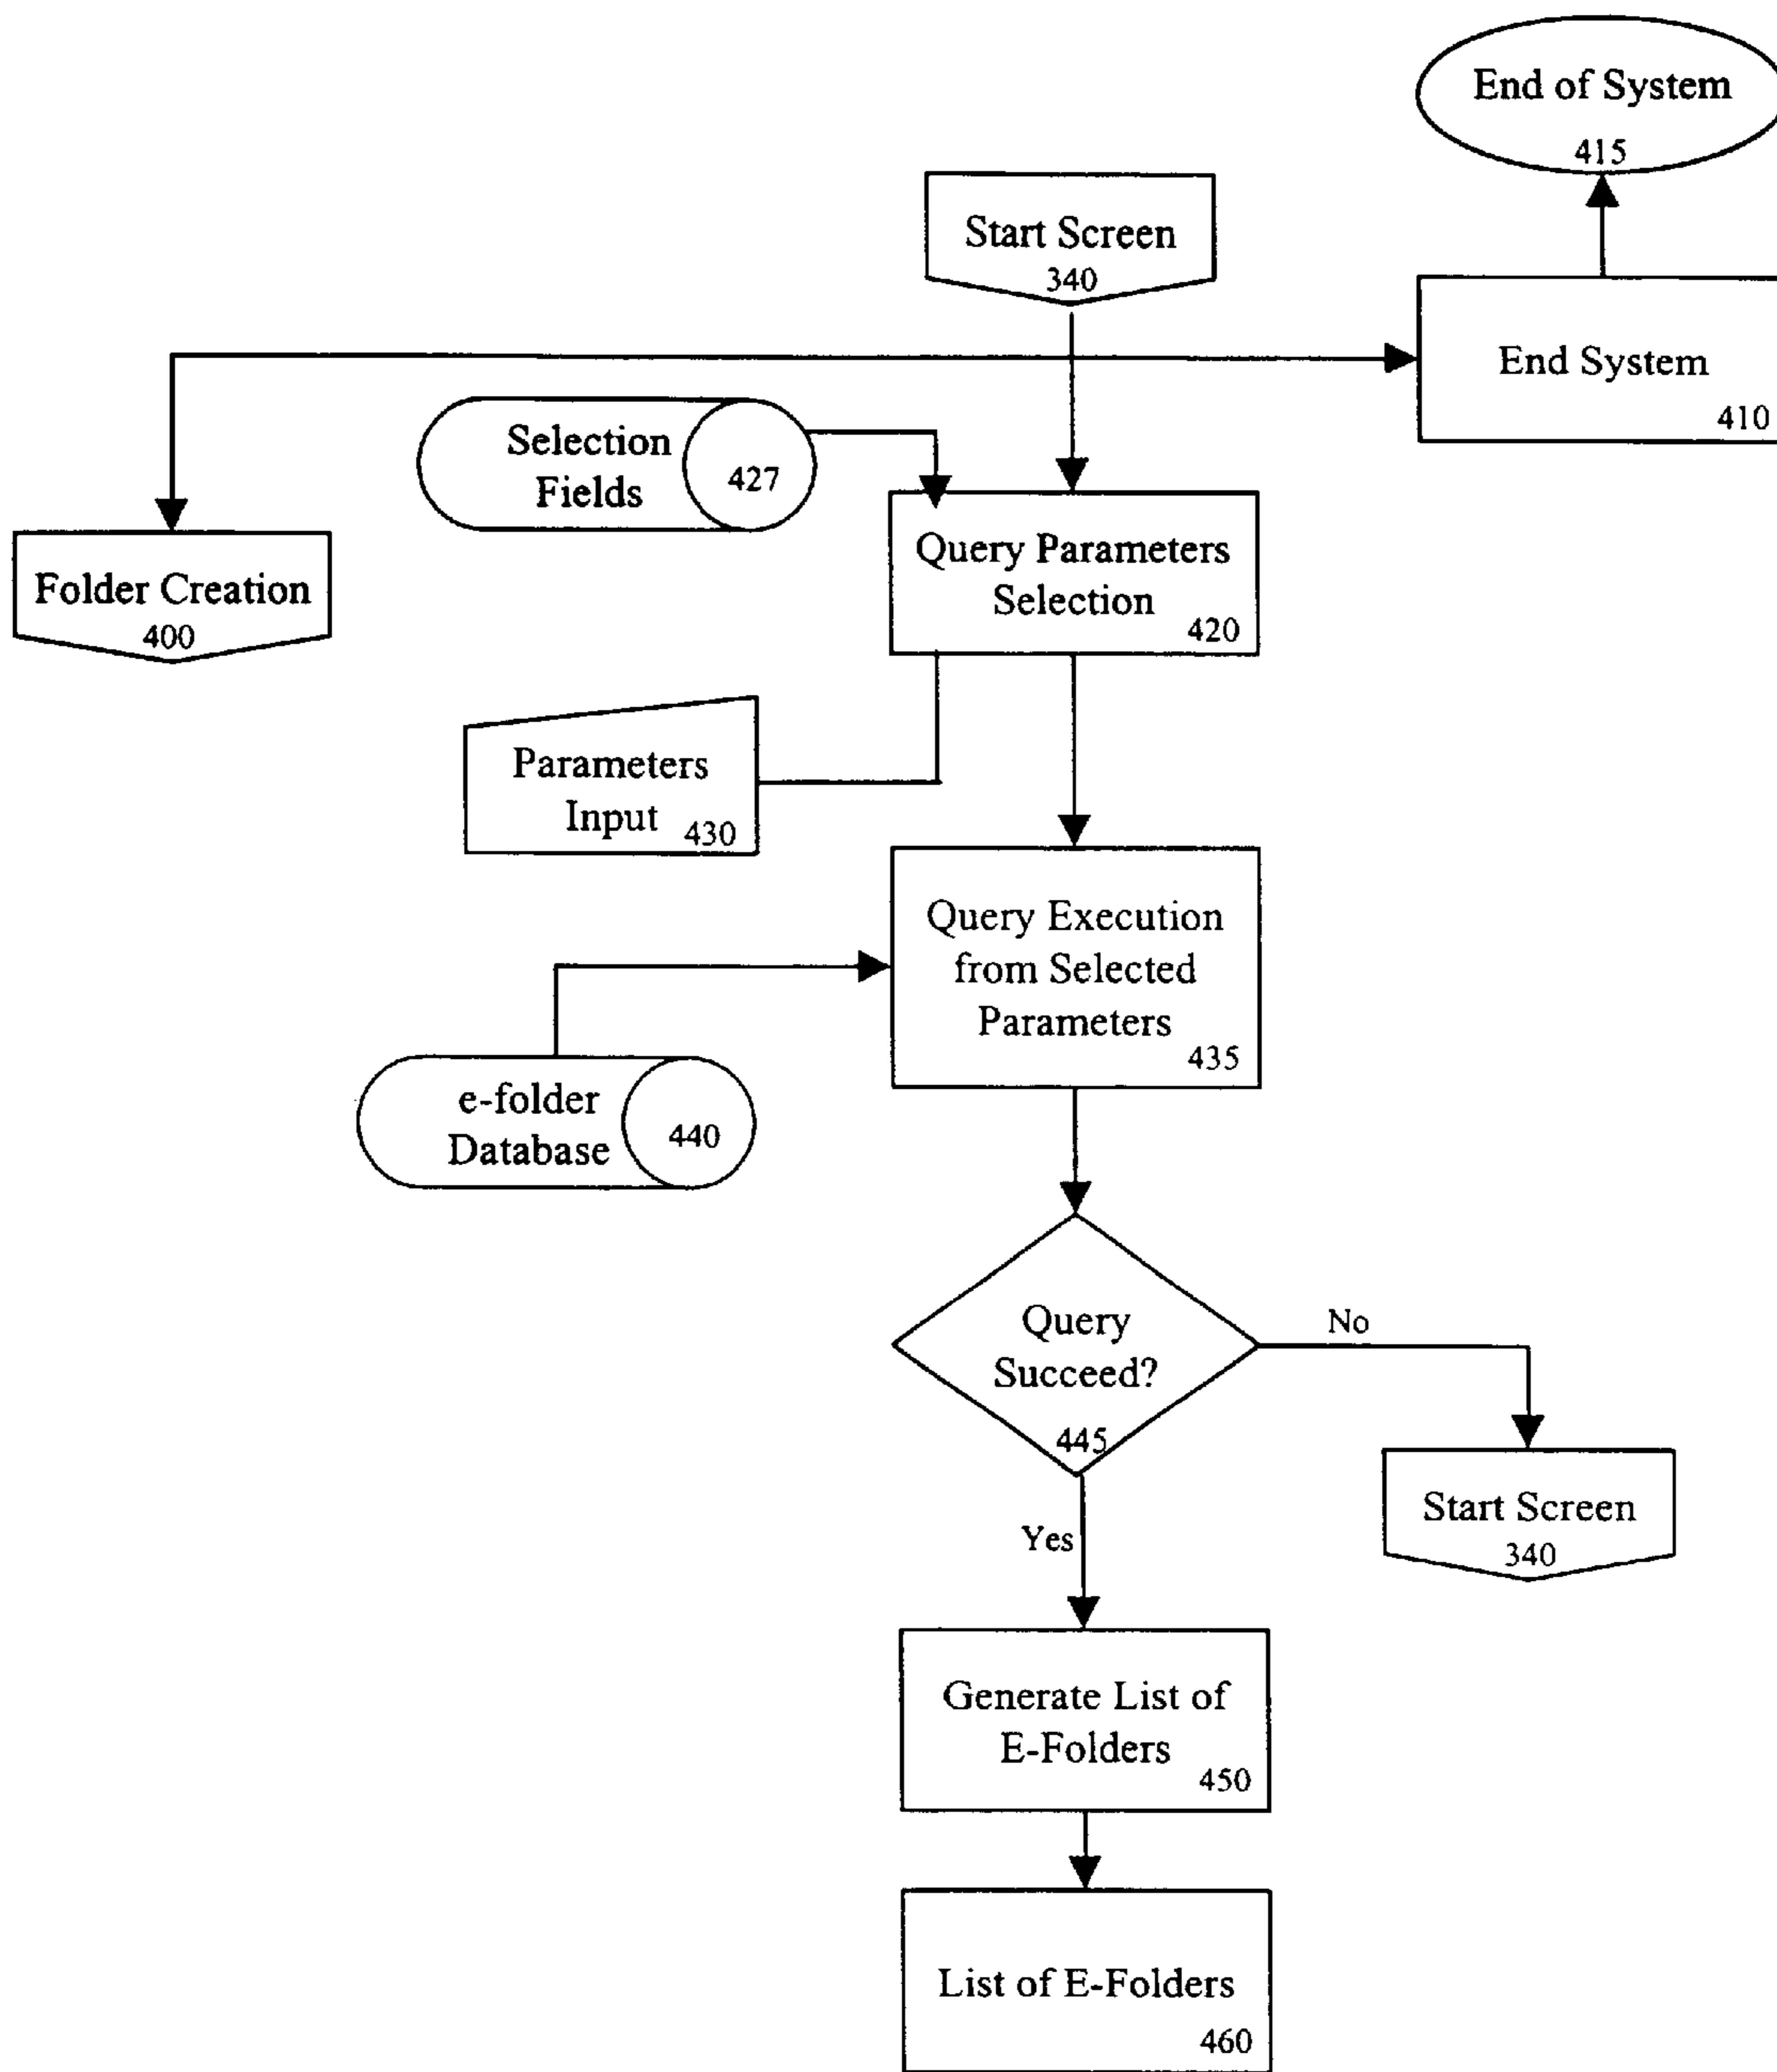 End of System
415
Start Screen
340
End System
410
Selection
Fields
427
Query Parameters
Selection
420
Folder Creation
400
Parameters
Input
430
Query Execution
from Selected
Parameters
435
e-folder
Database
440
Query
Succeed?
445
No
Start Screen
340
Yes
Generate List of
E-Folders
450
List of E-Folders
460